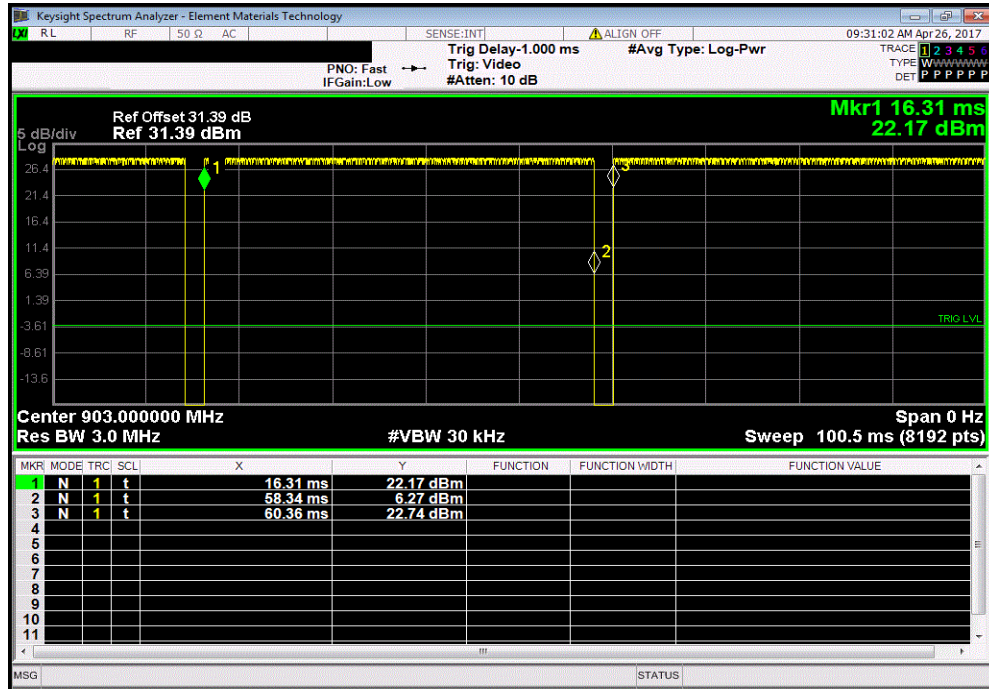 Keysight Spectrum Analyzer - Element Materials Technology
LXI RL RF 50 Ω AC SENSE:INT ALIGN OFF 09:31:02 AM Apr 26, 2017
Trig Delay-1.000 ms #Avg Type: Log-Pwr TRACE 1 2 3 4 5 6
PNO: Fast Trig: Video TYPE WWWWWW
IFGain:Low #Atten: 10 dB DET P P P P P P
Mkr1 16.31 ms
Ref Offset 31.39 dB
5 dB/div Ref 31.39 dBm 22.17 dBm
Log
26.4
21.4
16.4
11.4
6.39
1.39
-3.61
-8.61
-13.6
1
2
3
TRIG LVL
Center 903.000000 MHz Span 0 Hz
Res BW 3.0 MHz #VBW 30 kHz Sweep 100.5 ms (8192 pts)
MKR MODE TRC SCL X Y FUNCTION FUNCTION WIDTH FUNCTION VALUE
1 N 1 t 16.31 ms 22.17 dBm
2 N 1 t 58.34 ms 6.27 dBm
3 N 1 t 60.36 ms 22.74 dBm
4
5
6
7
8
9
10
11
MSG STATUS